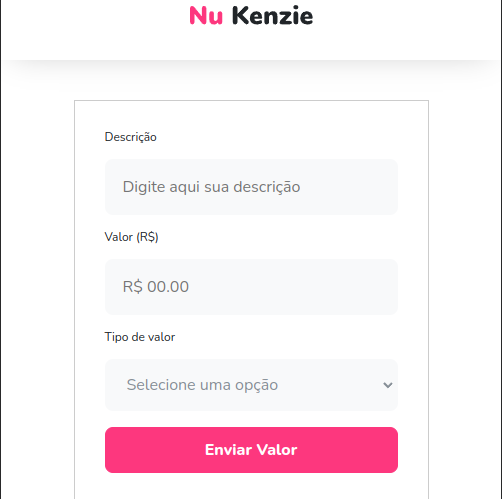 Nu Kenzie
Descrição
Digite aqui sua descrição
Valor (R$)
R$ 00.00
Tipo de valor
Selecione uma opção
Enviar Valor